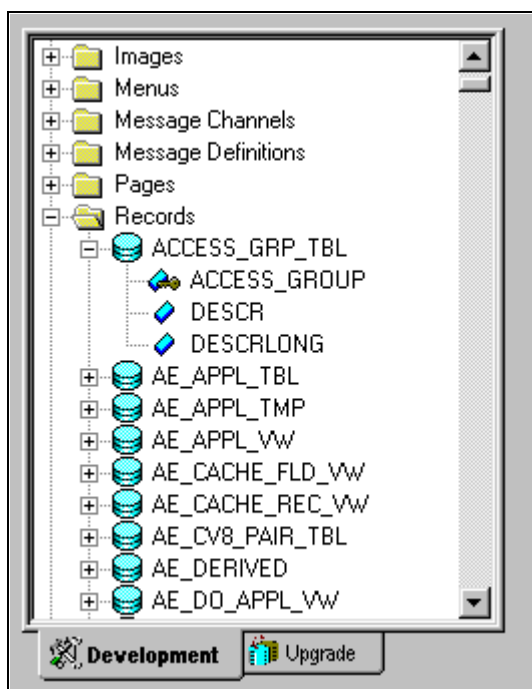 Images
Menus
Message Channels
Message Definitions
Pages
Records
ACCESS_GRP_TBL
ACCESS_GROUP
DESCR
DESCRLONG
AE_APPL_TBL
AE_APPL_TMP
AE_APPL_VW
AE_CACHE_FLD_VW
AE_CACHE_REC_VW
AE_CV8_PAIR_TBL
AE_DERIVED
AE_DO_APPL_VW
Development Upgrade